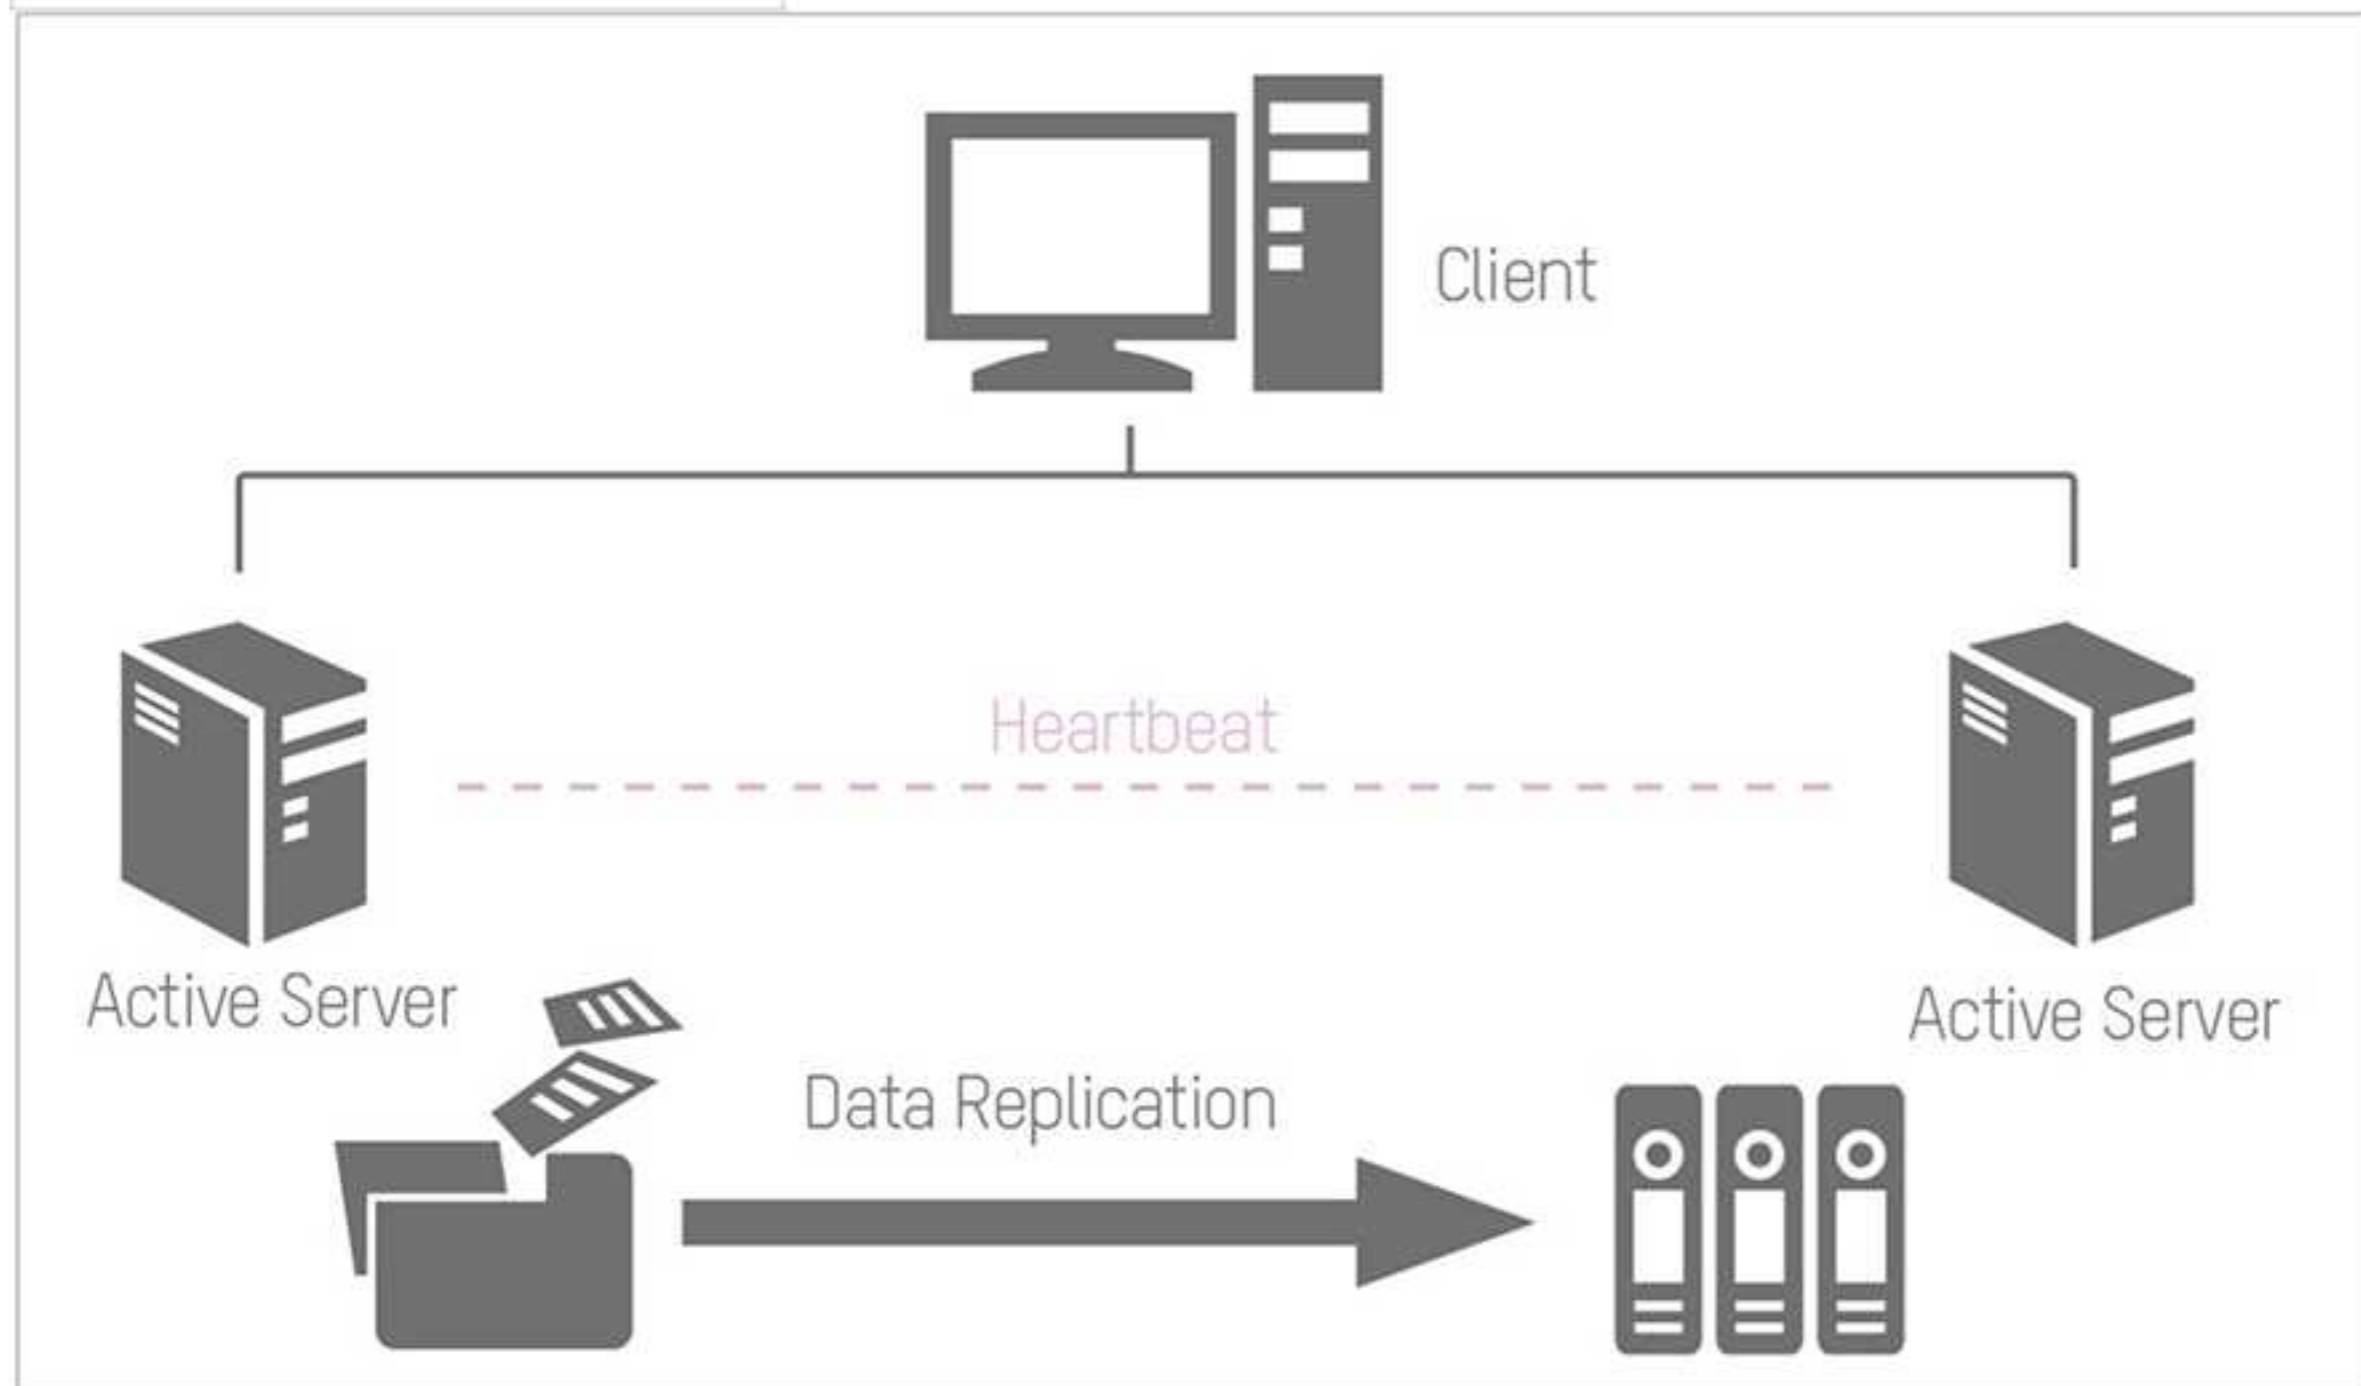 Client
Heartbeat
Active Server
Active Server
Data Replication